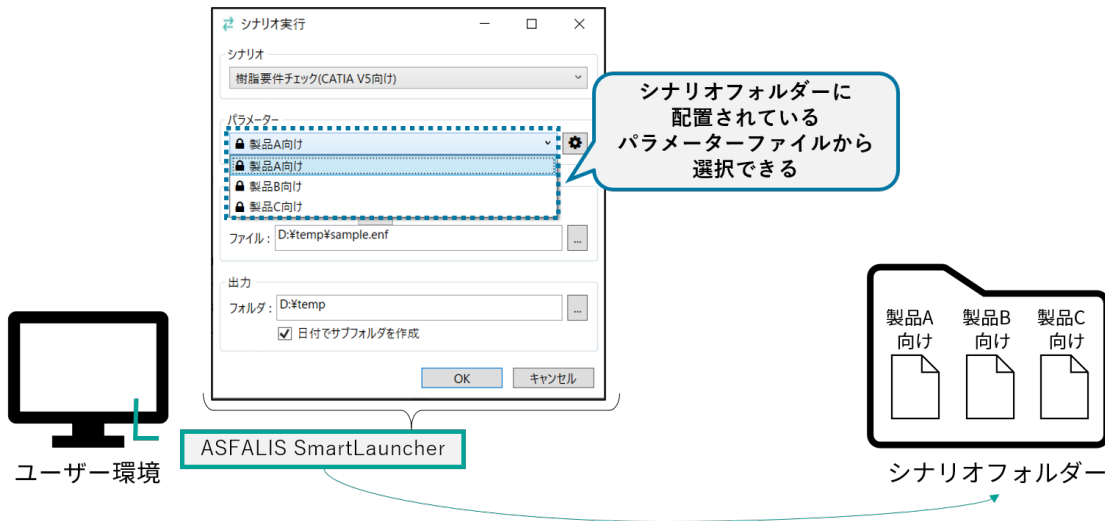 シナリオ実行
シナリオ
樹脂要件チェック(CATIA V5向け)
パラメーター
製品A向け
製品A向け
製品B向け
製品C向け
ファイル : D:¥temp¥sample.enf
...
出力
フォルダ : D:¥temp
...
日付でサブフォルダを作成
OK
キャンセル
シナリオフォルダーに
配置されている
パラメーターファイルから
選択できる
ASFALIS SmartLauncher
ユーザー環境
製品A
向け
製品B
向け
製品C
向け
シナリオフォルダー